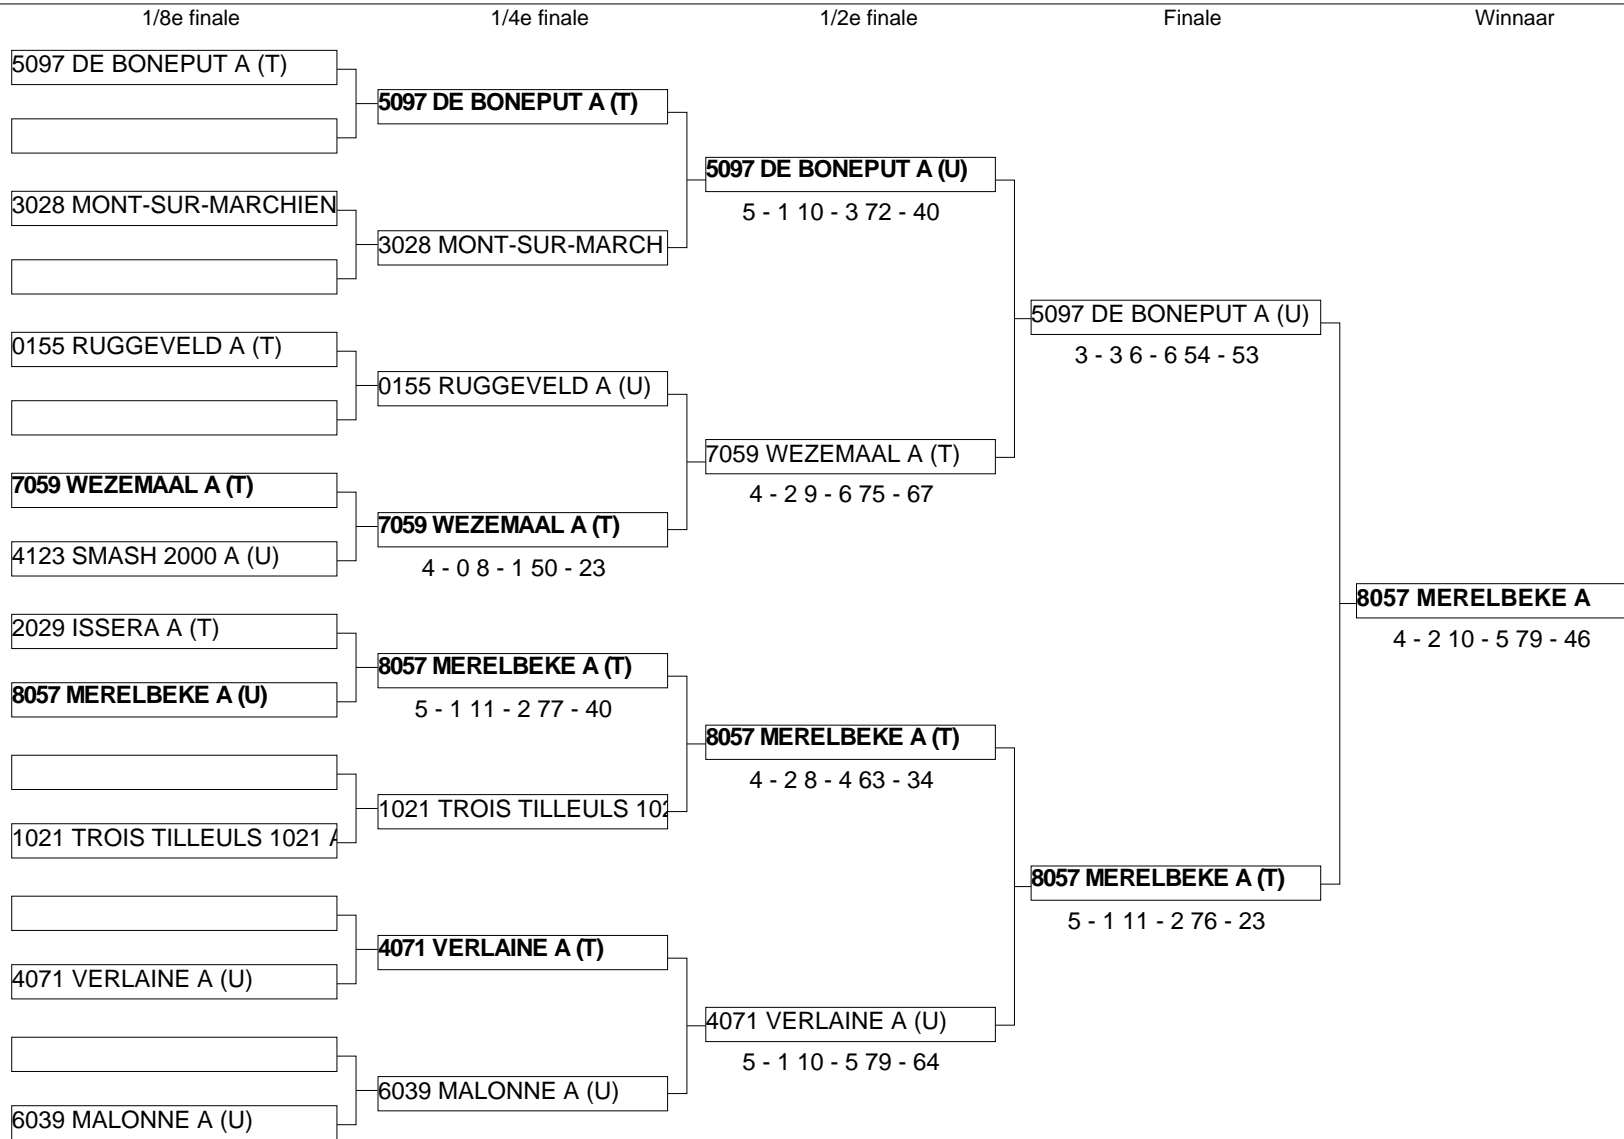 1/8e finale
1/4e finale
1/2e finale
Finale
Winnaar
5097 DE BONEPUT A (T)
3028 MONT-SUR-MARCHIEN
0155 RUGGEVELD A (T)
7059 WEZEMAAL A (T)
4123 SMASH 2000 A (U)
2029 ISSERA A (T)
8057 MERELBEKE A (U)
1021 TROIS TILLEULS 1021
4071 VERLAINE A (U)
6039 MALONNE A (U)
5097 DE BONEPUT A (T)
3028 MONT-SUR-MARCH
0155 RUGGEVELD A (U)
7059 WEZEMAAL A (T)
4 - 0 8 - 1 50 - 23
8057 MERELBEKE A (T)
5 - 1 11 - 2 77 - 40
1021 TROIS TILLEULS
4071 VERLAINE A (T)
6039 MALONNE A (U)
5097 DE BONEPUT A (U)
5 - 1 10 - 3 72 - 40
7059 WEZEMAAL A (T)
4 - 2 9 - 6 75 - 67
8057 MERELBEKE A (T)
4 - 2 8 - 4 63 - 34
4071 VERLAINE A (U)
5 - 1 10 - 5 79 - 64
5097 DE BONEPUT A (U)
3 - 3 6 - 6 54 - 53
8057 MERELBEKE A (T)
5 - 1 11 - 2 76 - 23
8057 MERELBEKE A
4 - 2 10 - 5 79 - 46